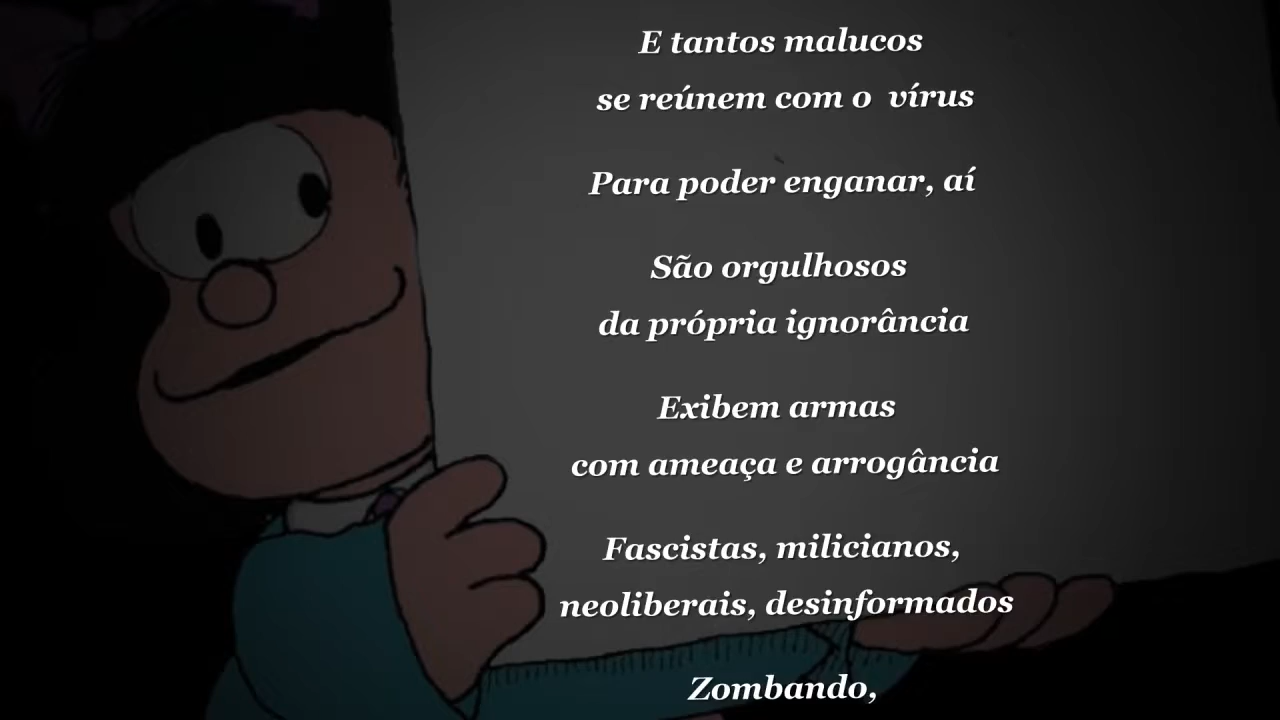 E tantos malucos
se reúnem com o vírus
Para poder enganar, aí
São orgulhosos
da própria ignorância
Exibem armas
com ameaça e arrogância
Fascistas, milicianos,
neoliberais, desinformados
Zombando,